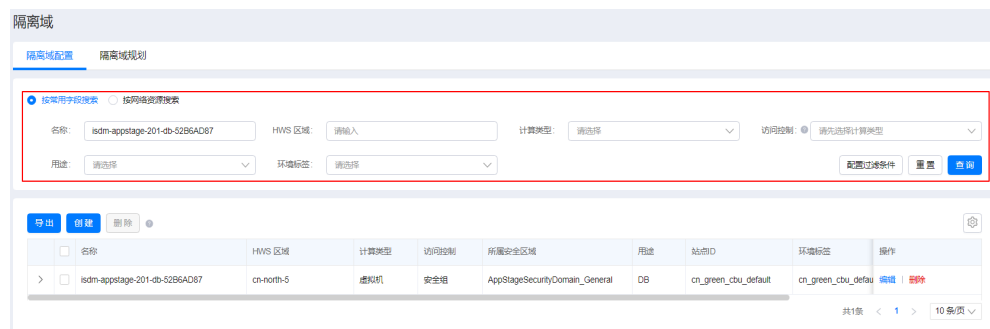 隔离域
隔离域配置 隔离域规划
按常用字段搜索 按网络资源搜索
名称: isdm-appstage-201-db-52B6AD87 HWS 区域: 请输入 计算类型: 请选择 访问控制: 请先选择计算类型
用途: 请选择 环境标签: 请选择 配置过滤条件 重置 查询
导出 创建 删除
名称 HWS 区域 计算类型 访问控制 所属安全区域 用途 站点ID 环境标签 操作
isdm-appstage-201-db-52B6AD87 cn-north-5 虚拟机 安全组 AppStageSecurityDomain_General DB cn_green_cbu_default cn_green_cbu_defau 编辑 | 删除
共1条 < 1 > 10 条/页